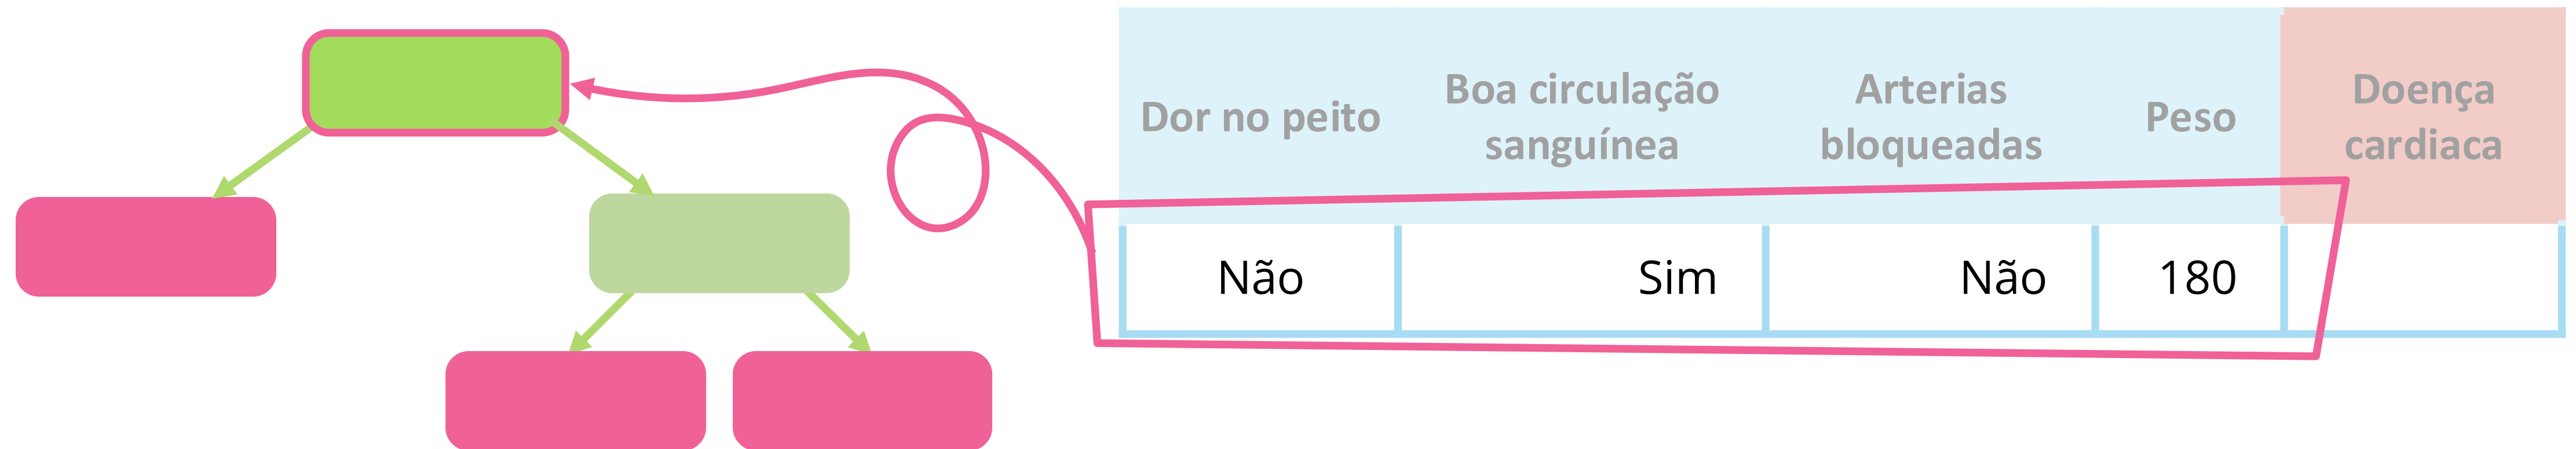 Dor no peito
Boa circulação
sanguínea
Arterias
bloqueadas
Peso
Doença
cardiaca
Não
Sim
Não
180